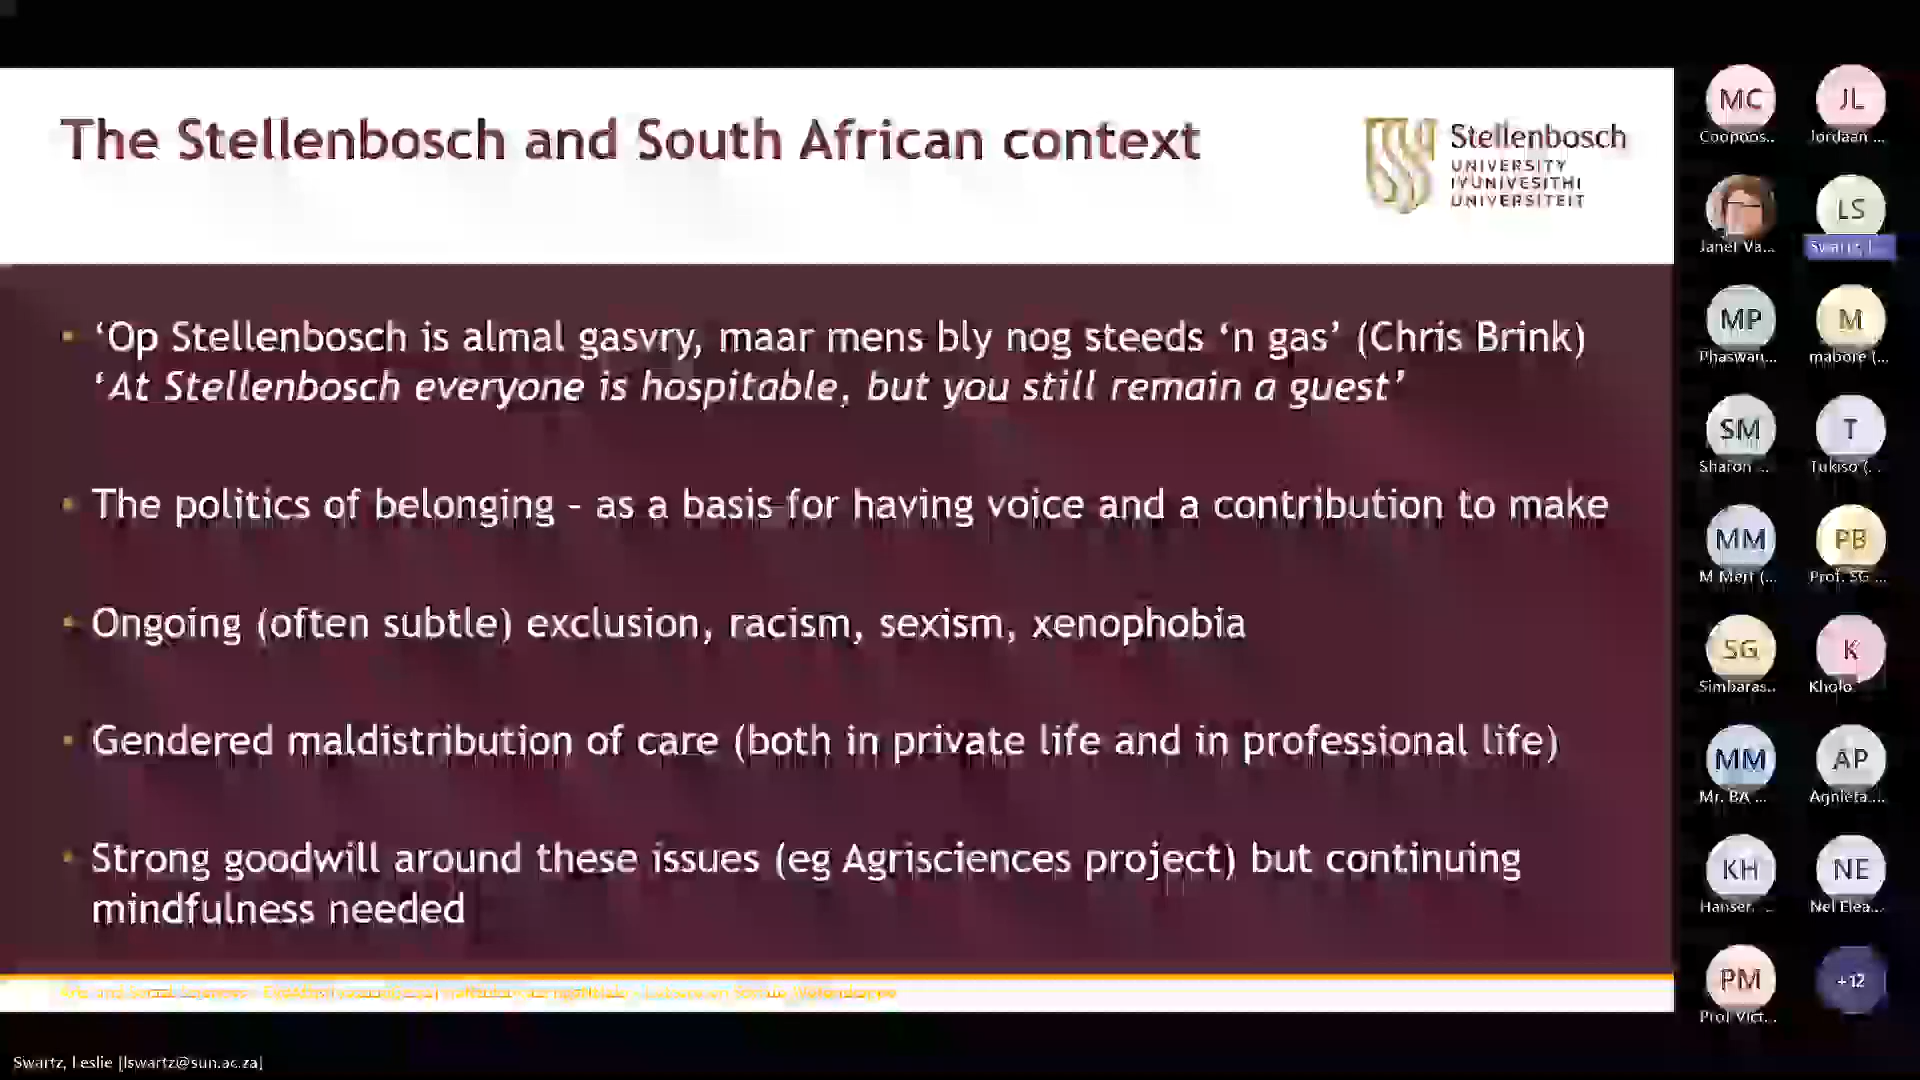 The Stellenbosch and South African context
Stellenbosch
UNIVERSITY
IYUNIVESITHI
UNIVERSITEIT
‘Op Stellenbosch is almal gasvry, maar mens bly nog steeds ‘n gas’ (Chris Brink)
‘At Stellenbosch everyone is hospitable, but you still remain a guest’
The politics of belonging – as a basis for having voice and a contribution to make
Ongoing (often subtle) exclusion, racism, sexism, xenophobia
Gendered maldistribution of care (both in private life and in professional life)
Strong goodwill around these issues (eg Agrisciences project) but continuing
mindfulness needed
MC
Coopoos...
JL
Jordaan ...
Janel Va...
LS
Swartz, L...
MP
Phaswan...
M
mabore (...
SM
Sharon ...
T
Tukiso (...
MM
M Meri (...
PB
Prof. SG ...
SG
Simbaras...
K
Kholo
MM
Mr. BA ...
AP
Agnieta ...
KH
Hansen, ...
NE
Nel Elea...
PM
Prof Vict...
+12
Swartz, Leslie [lswartz@sun.ac.za]